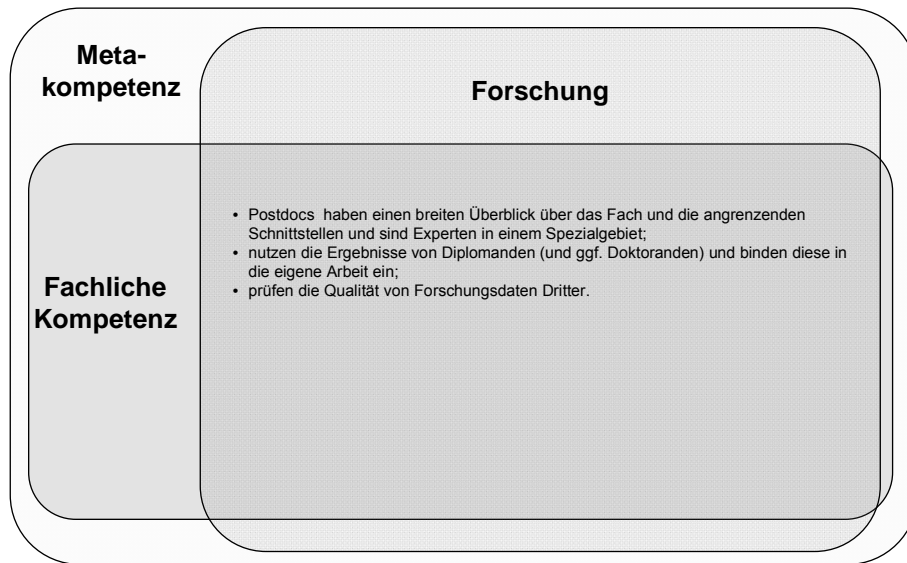 Meta-
kompetenz
Forschung
• Postdocs haben einen breiten Überblick über das Fach und die angrenzenden
Schnittstellen und sind Experten in einem Spezialgebiet;
• nutzen die Ergebnisse von Diplomanden (und ggf. Doktoranden) und binden diese in
die eigene Arbeit ein;
• prüfen die Qualität von Forschungsdaten Dritter.
Fachliche
Kompetenz